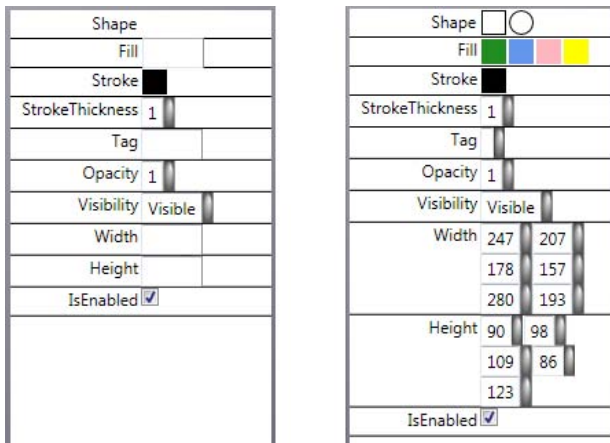 Shape
Fill
Stroke
StrokeThickness 1
Tag
Opacity 1
Visibility Visible
Width
Height
IsEnabled
Shape
Fill
Stroke
StrokeThickness 1
Tag
Opacity 1
Visibility Visible
Width 247 207
178 157
280 193
Height 90 98
109 86
123
IsEnabled